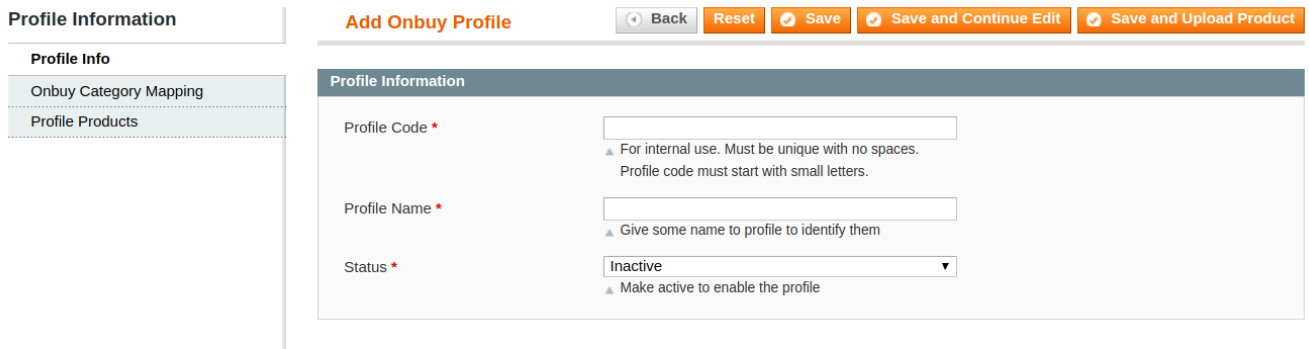 Profile Information
Profile Info
Onbuy Category Mapping
Profile Products
Add Onbuy Profile
Back Reset Save Save and Continue Edit Save and Upload Product
Profile Information
Profile Code *
For internal use. Must be unique with no spaces.
Profile code must start with small letters.
Profile Name *
Give some name to profile to identify them
Status * Inactive
Make active to enable the profile